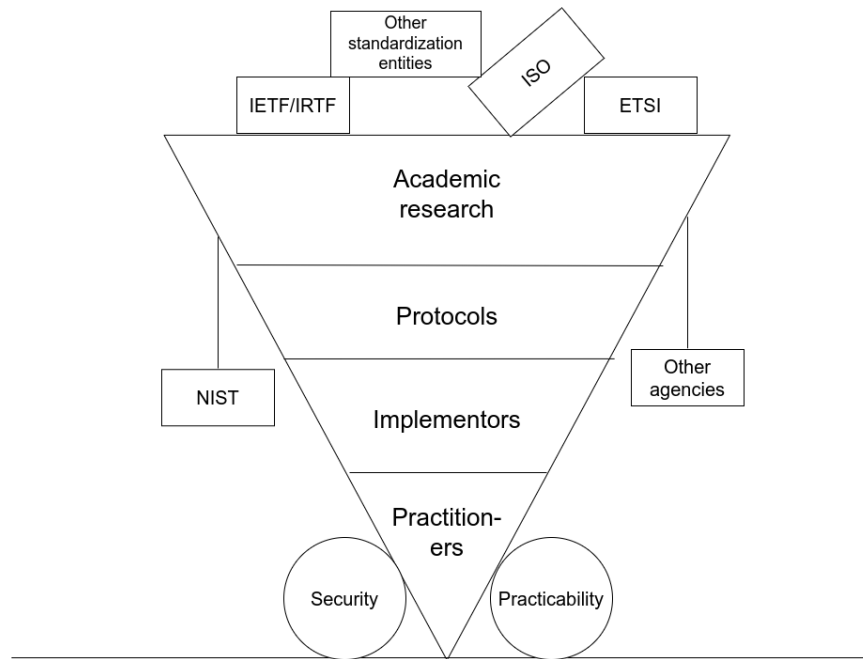 Other
standardization
entities
ISO
IETF/IRTF
ETSI
Academic
research
Protocols
NIST
Other
agencies
Implementors
Practition-
ers
Security
Practicability